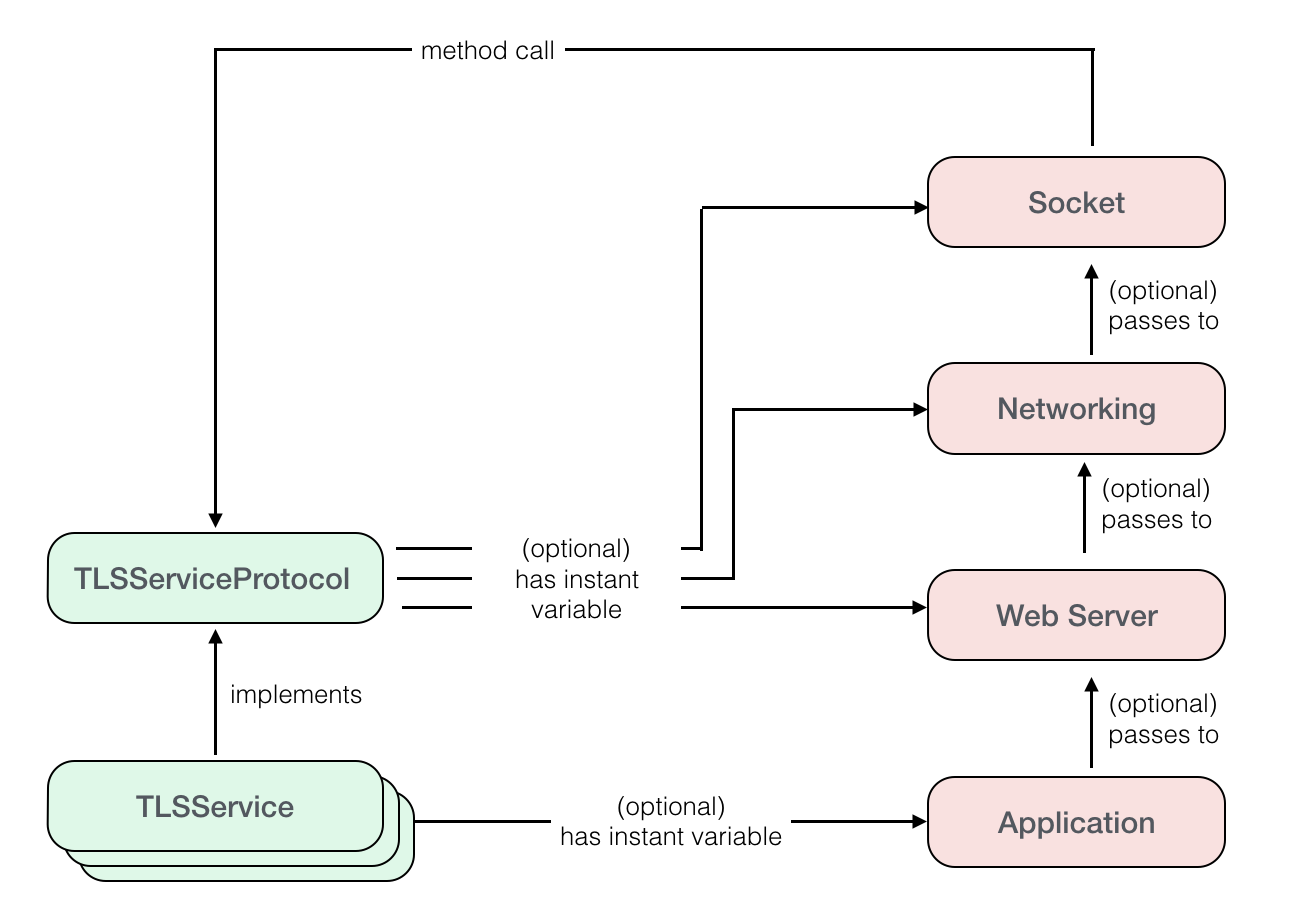 method call
Socket
(optional)
passes to
Networking
(optional)
passes to
TLSServiceProtocol
(optional)
has instant
variable
Web Server
implements
(optional)
passes to
TLSService
(optional)
has instant variable
Application